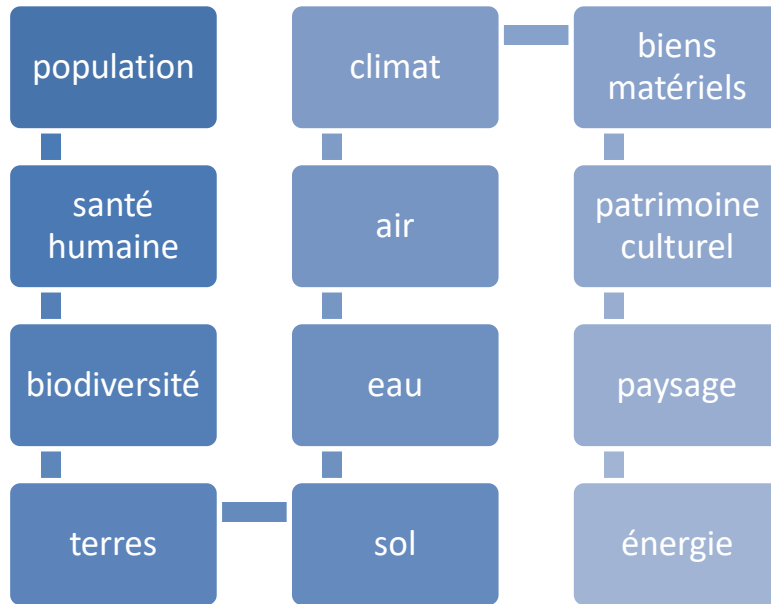 population
santé
humaine
biodiversité
terres
sol
eau
air
climat
biens
matériels
patrimoine
culturel
paysage
énergie